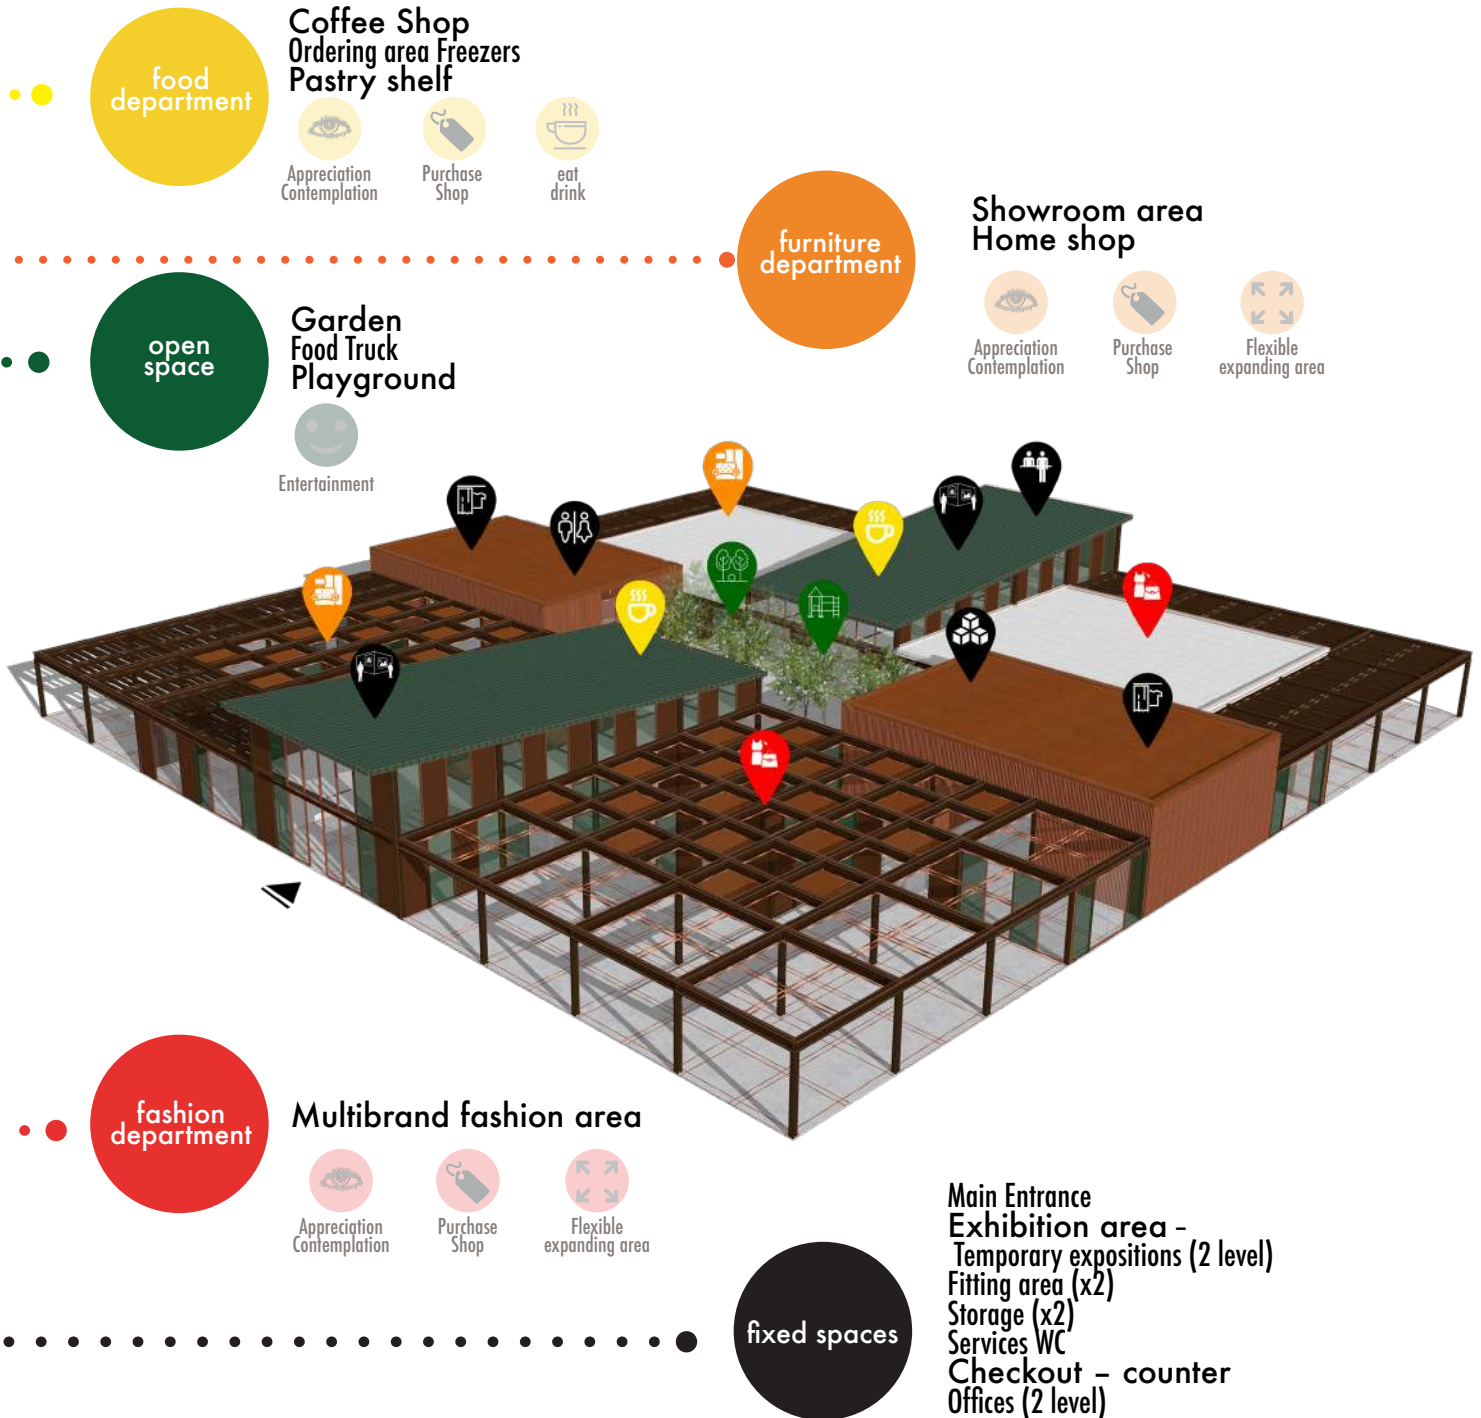 food
department
Coffee Shop
Ordering area Freezers
Pastry shelf
Appreciation
Contemplation
Purchase
Shop
eat
drink
furniture
department
Showroom area
Home shop
Appreciation
Contemplation
Purchase
Shop
Flexible
expanding area
open
space
Garden
Food Truck
Playground
Entertainment
fashion
department
Multibrand fashion area
Appreciation
Contemplation
Purchase
Shop
Flexible
expanding area
fixed spaces
Main Entrance
Exhibition area -
Temporary expositions (2 level)
Fitting area (x2)
Storage (x2)
Services WC
Checkout – counter
Offices (2 level)